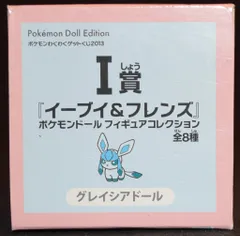 Pokémon Doll Edition
ポケモンわくわくゲットくじ2013
しょう
I賞
『イーブイ&フレンズ』
ポケモンドール フィギュアコレクション
全8種
グレイシアドール